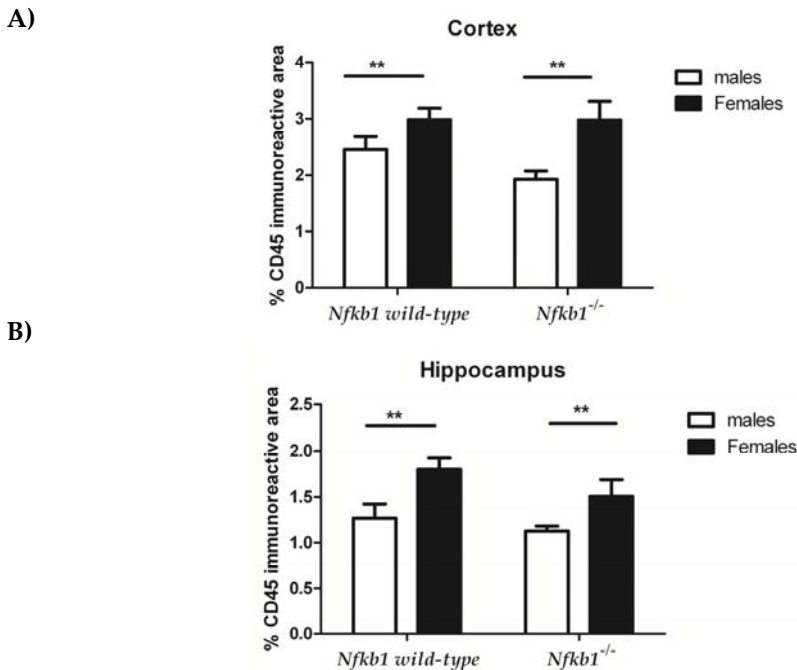 A)
Cortex
% CD45 immunoreactive area
4
3
2
1
0
**
**
males
Females
Nfkb1 wild-type
Nfkb1-/-
B)
Hippocampus
% CD45 immunoreactive area
2.5
2.0
1.5
1.0
0.5
0.0
**
**
males
Females
Nfkb1 wild-type
Nfkb1-/-